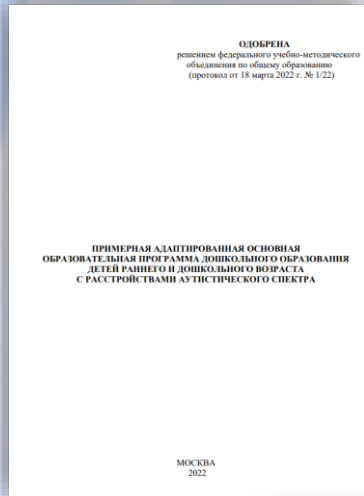 ОДОБРЕНА
решением федерального учебно-методического
объединения по общему образованию
(протокол от 18 марта 2022 г. № 1/22)
ПРИМЕРНАЯ АДАПТИРОВАННАЯ ОСНОВНАЯ
ОБРАЗОВАТЕЛЬНАЯ ПРОГРАММА ДОШКОЛЬНОГО ОБРАЗОВАНИЯ
ДЕТЕЙ РАННЕГО И ДОШКОЛЬНОГО ВОЗРАСТА
С РАССТРОЙСТВАМИ АУТИСТИЧЕСКОГО СПЕКТРА
МОСКВА
2022